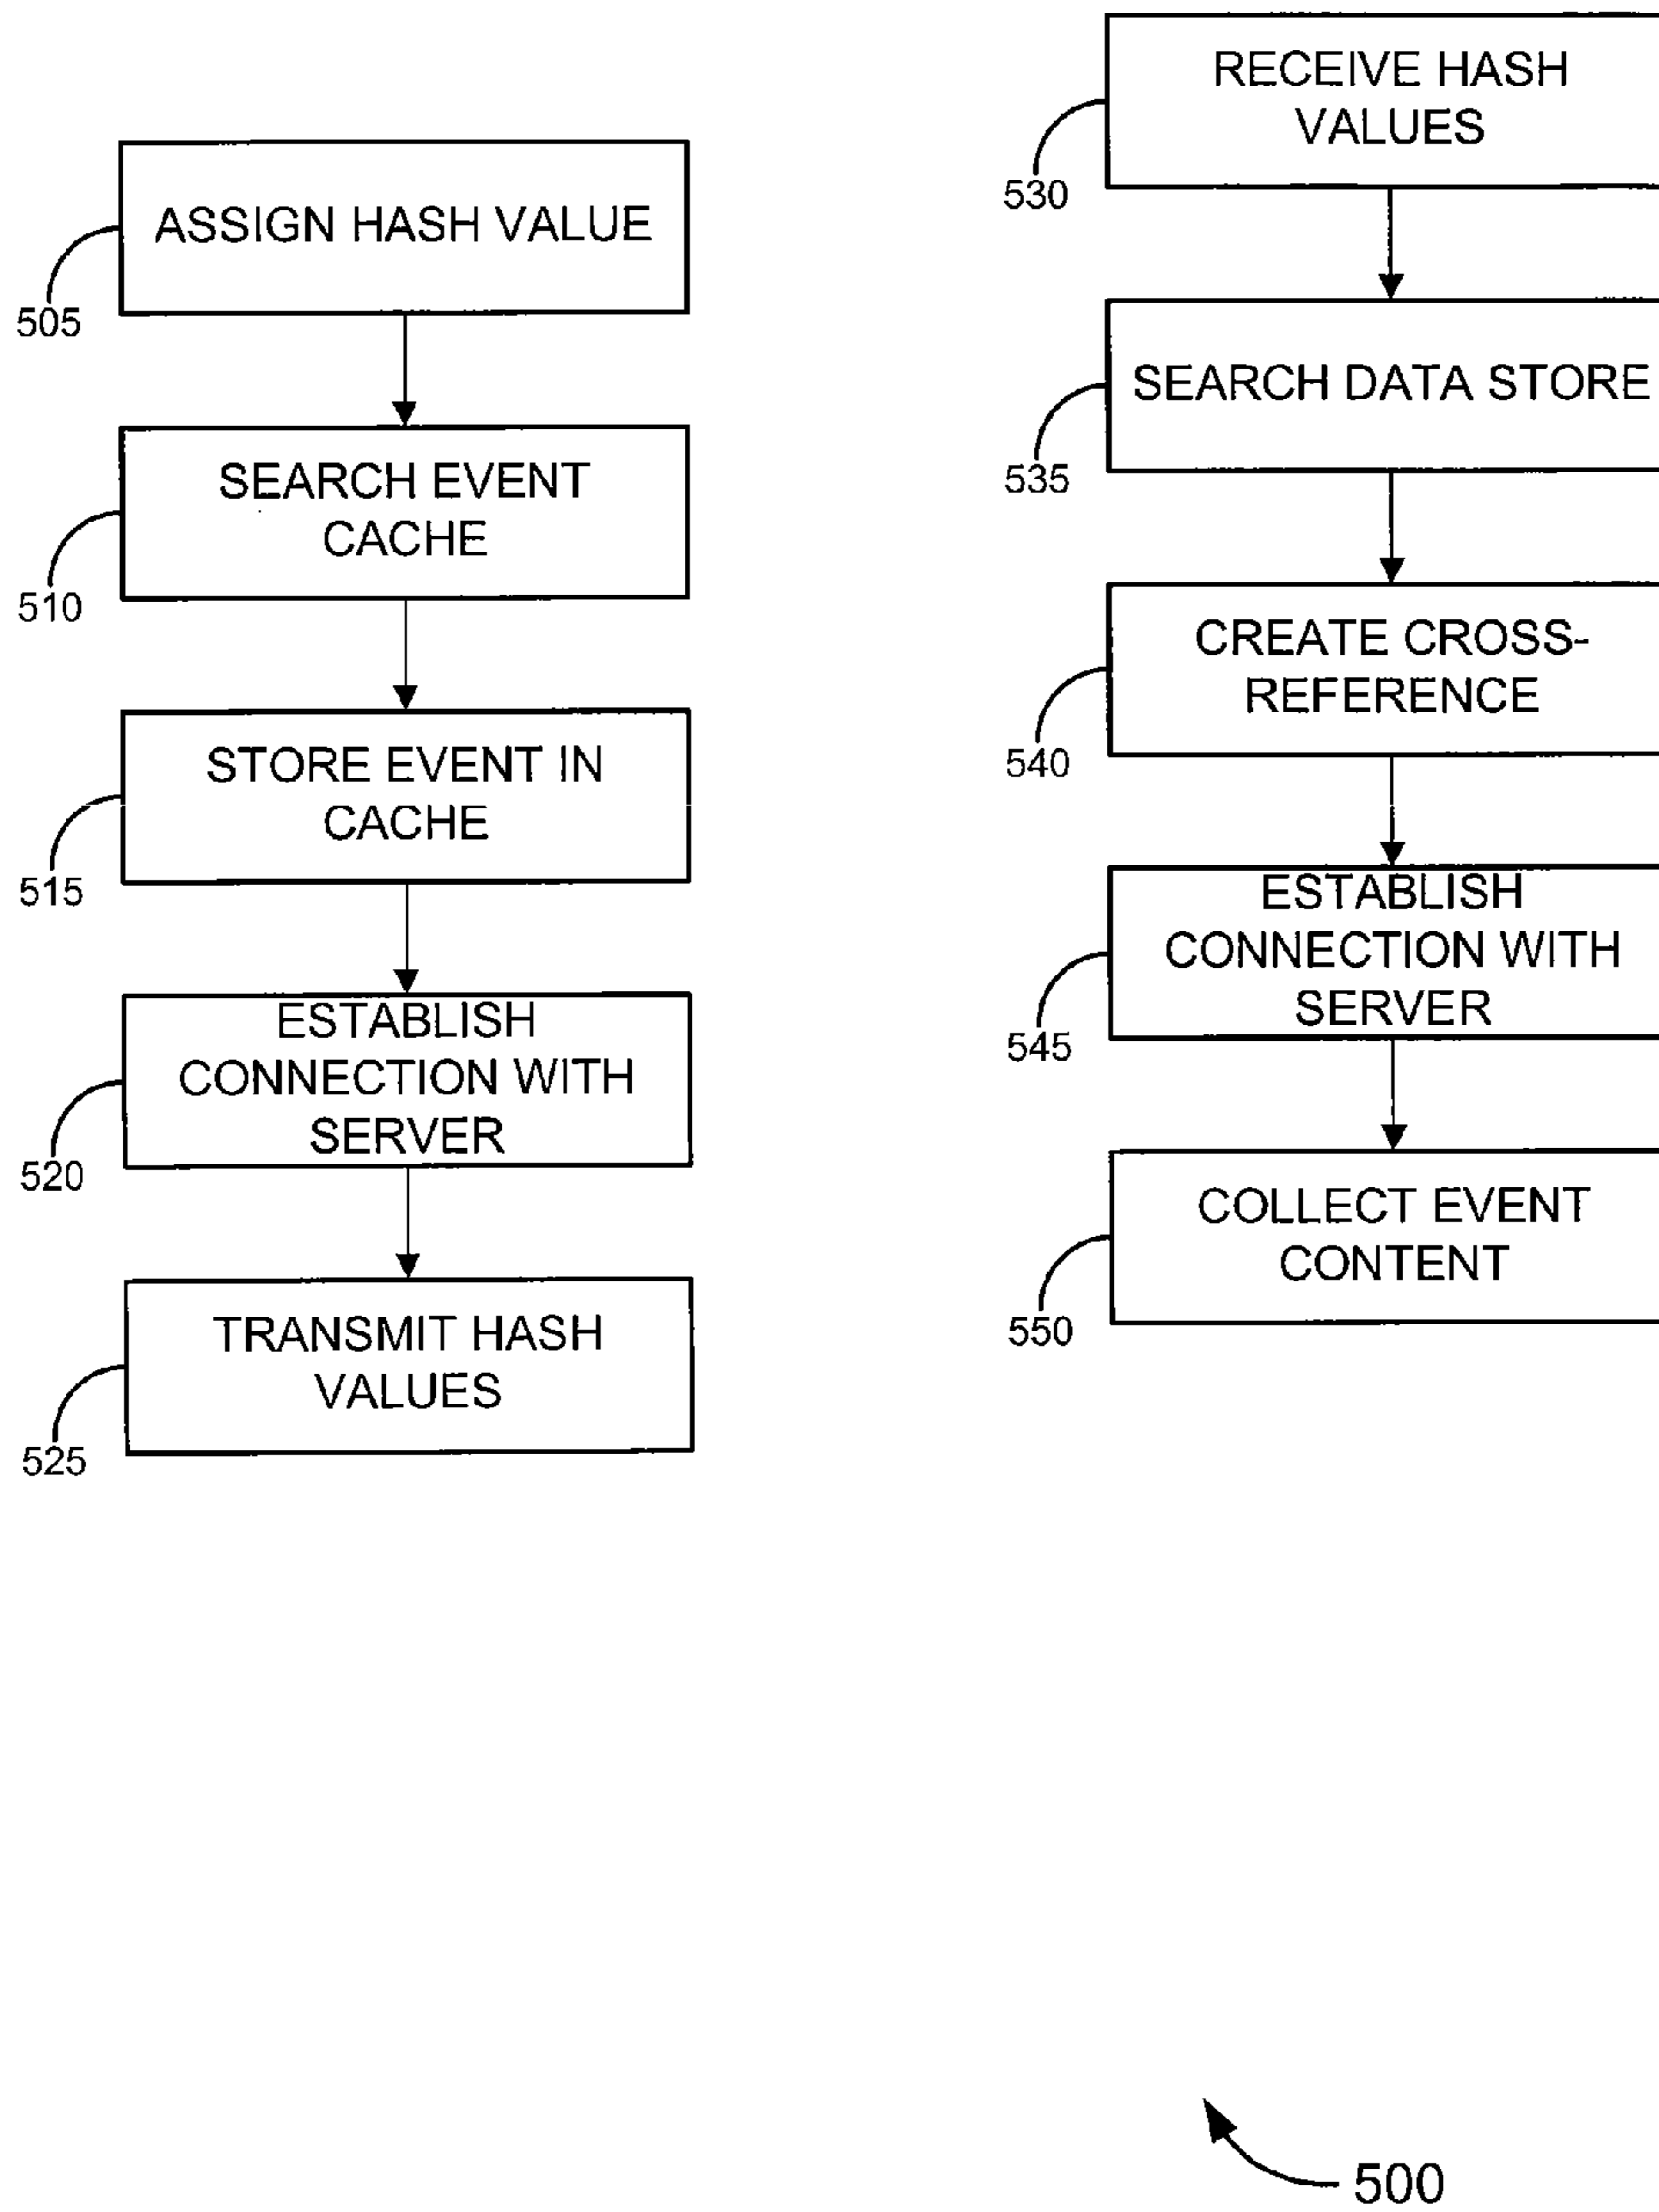 ASSIGN HASH VALUE
505
SEARCH EVENT
CACHE
510
STORE EVENT IN
CACHE
515
ESTABLISH
CONNECTION WITH
SERVER
520
TRANSMIT HASH
VALUES
525
RECEIVE HASH
VALUES
530
SEARCH DATA STORE
535
CREATE CROSS-
REFERENCE
540
ESTABLISH
CONNECTION WITH
SERVER
545
COLLECT EVENT
CONTENT
550
500